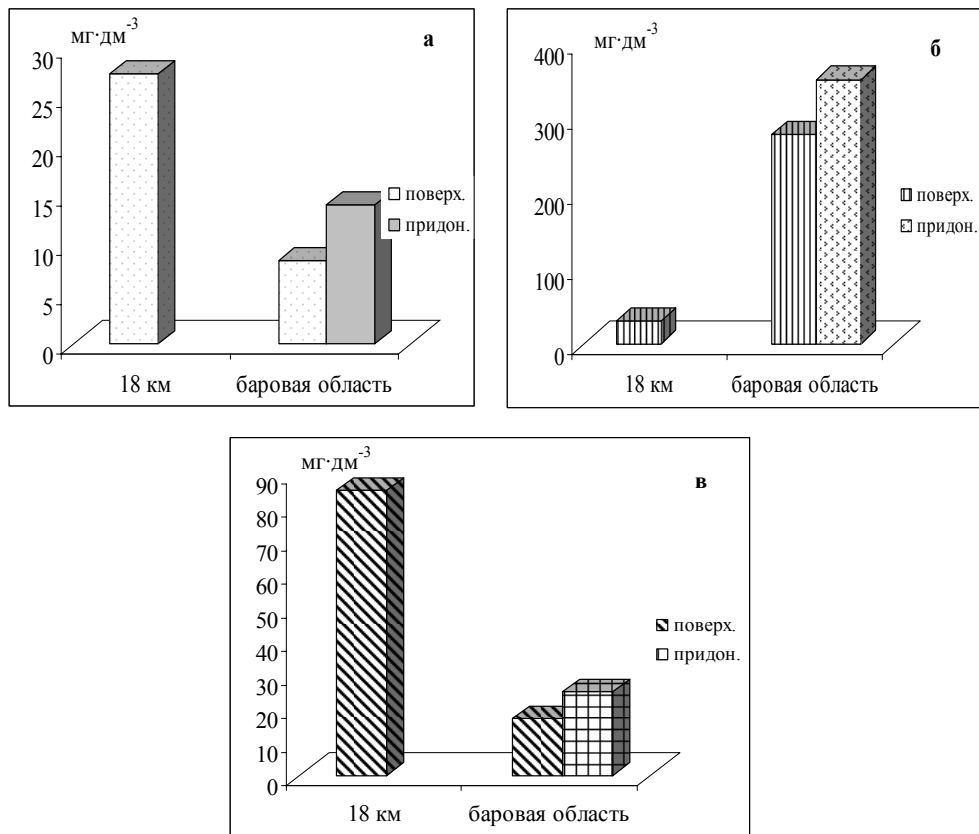 мг·дм-3
а
30
25
20
15
10
5
0
поверх.
придон.
18 км баровая область
мг·дм-3
б
400
300
200
100
0
поверх.
придон.
18 км баровая область
мг·дм-3
в
90
80
70
60
50
40
30
20
10
0
поверх.
придон.
18 км баровая область